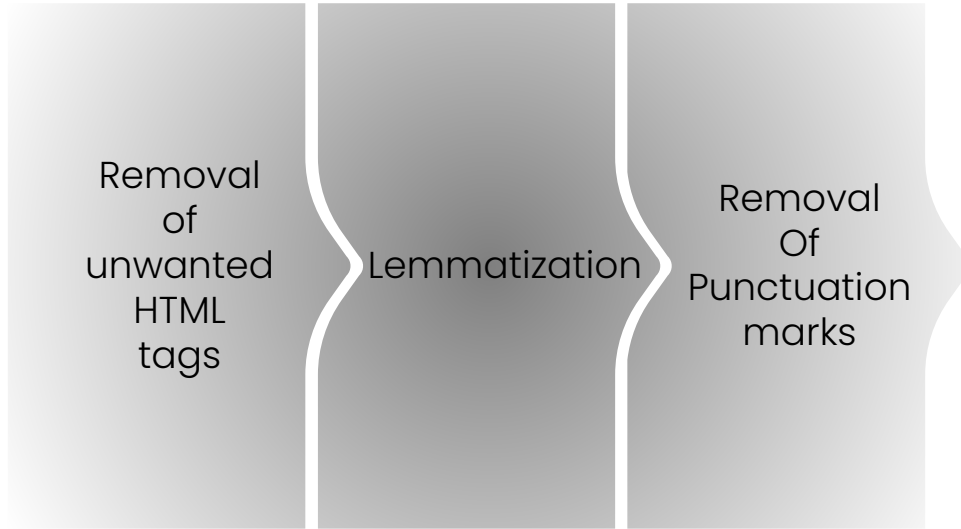 Removal
of
unwanted
HTML
tags
Lemmatization
Removal
Of
Punctuation
marks